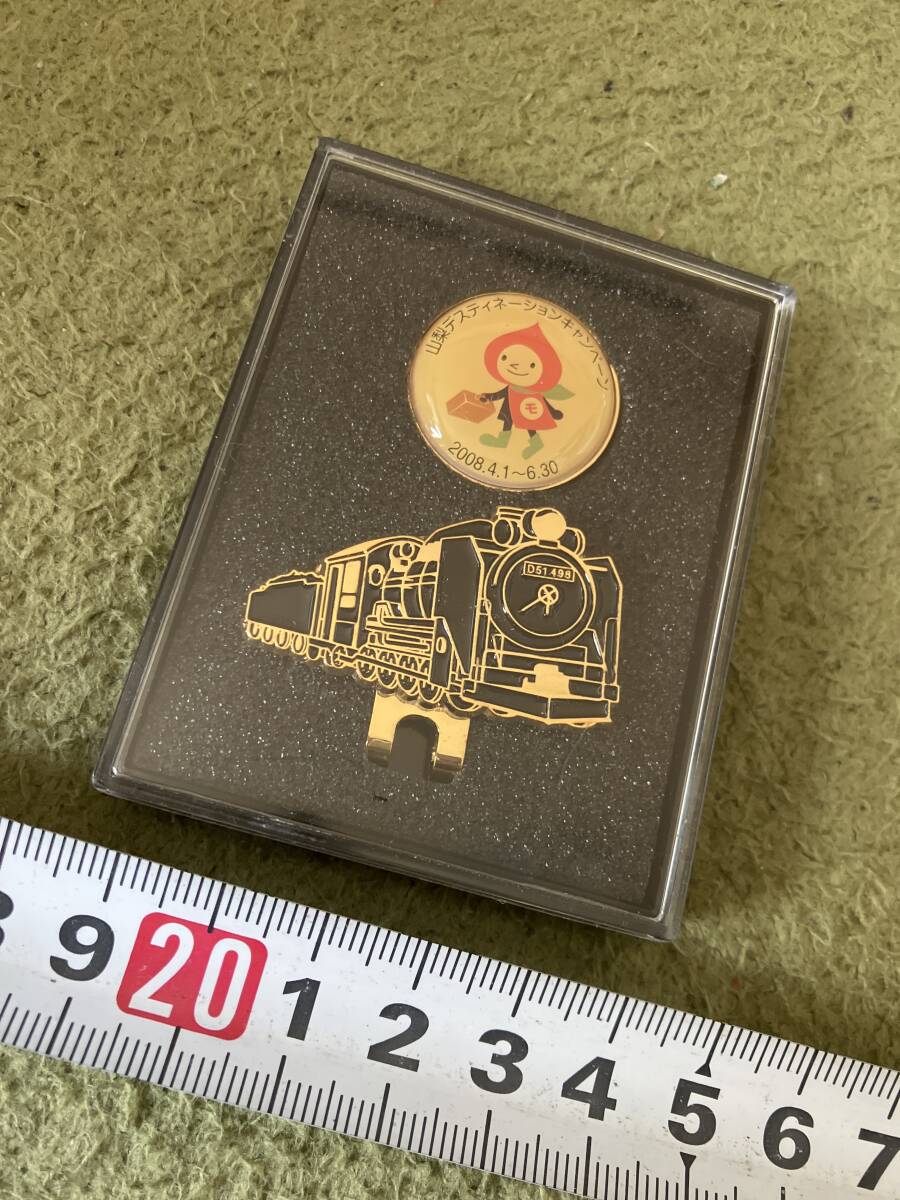 山梨デスティネーションキャンペーン
モ
2008.4.1~6.30
D51.498
9 20 1 2 3 4 5 6 7